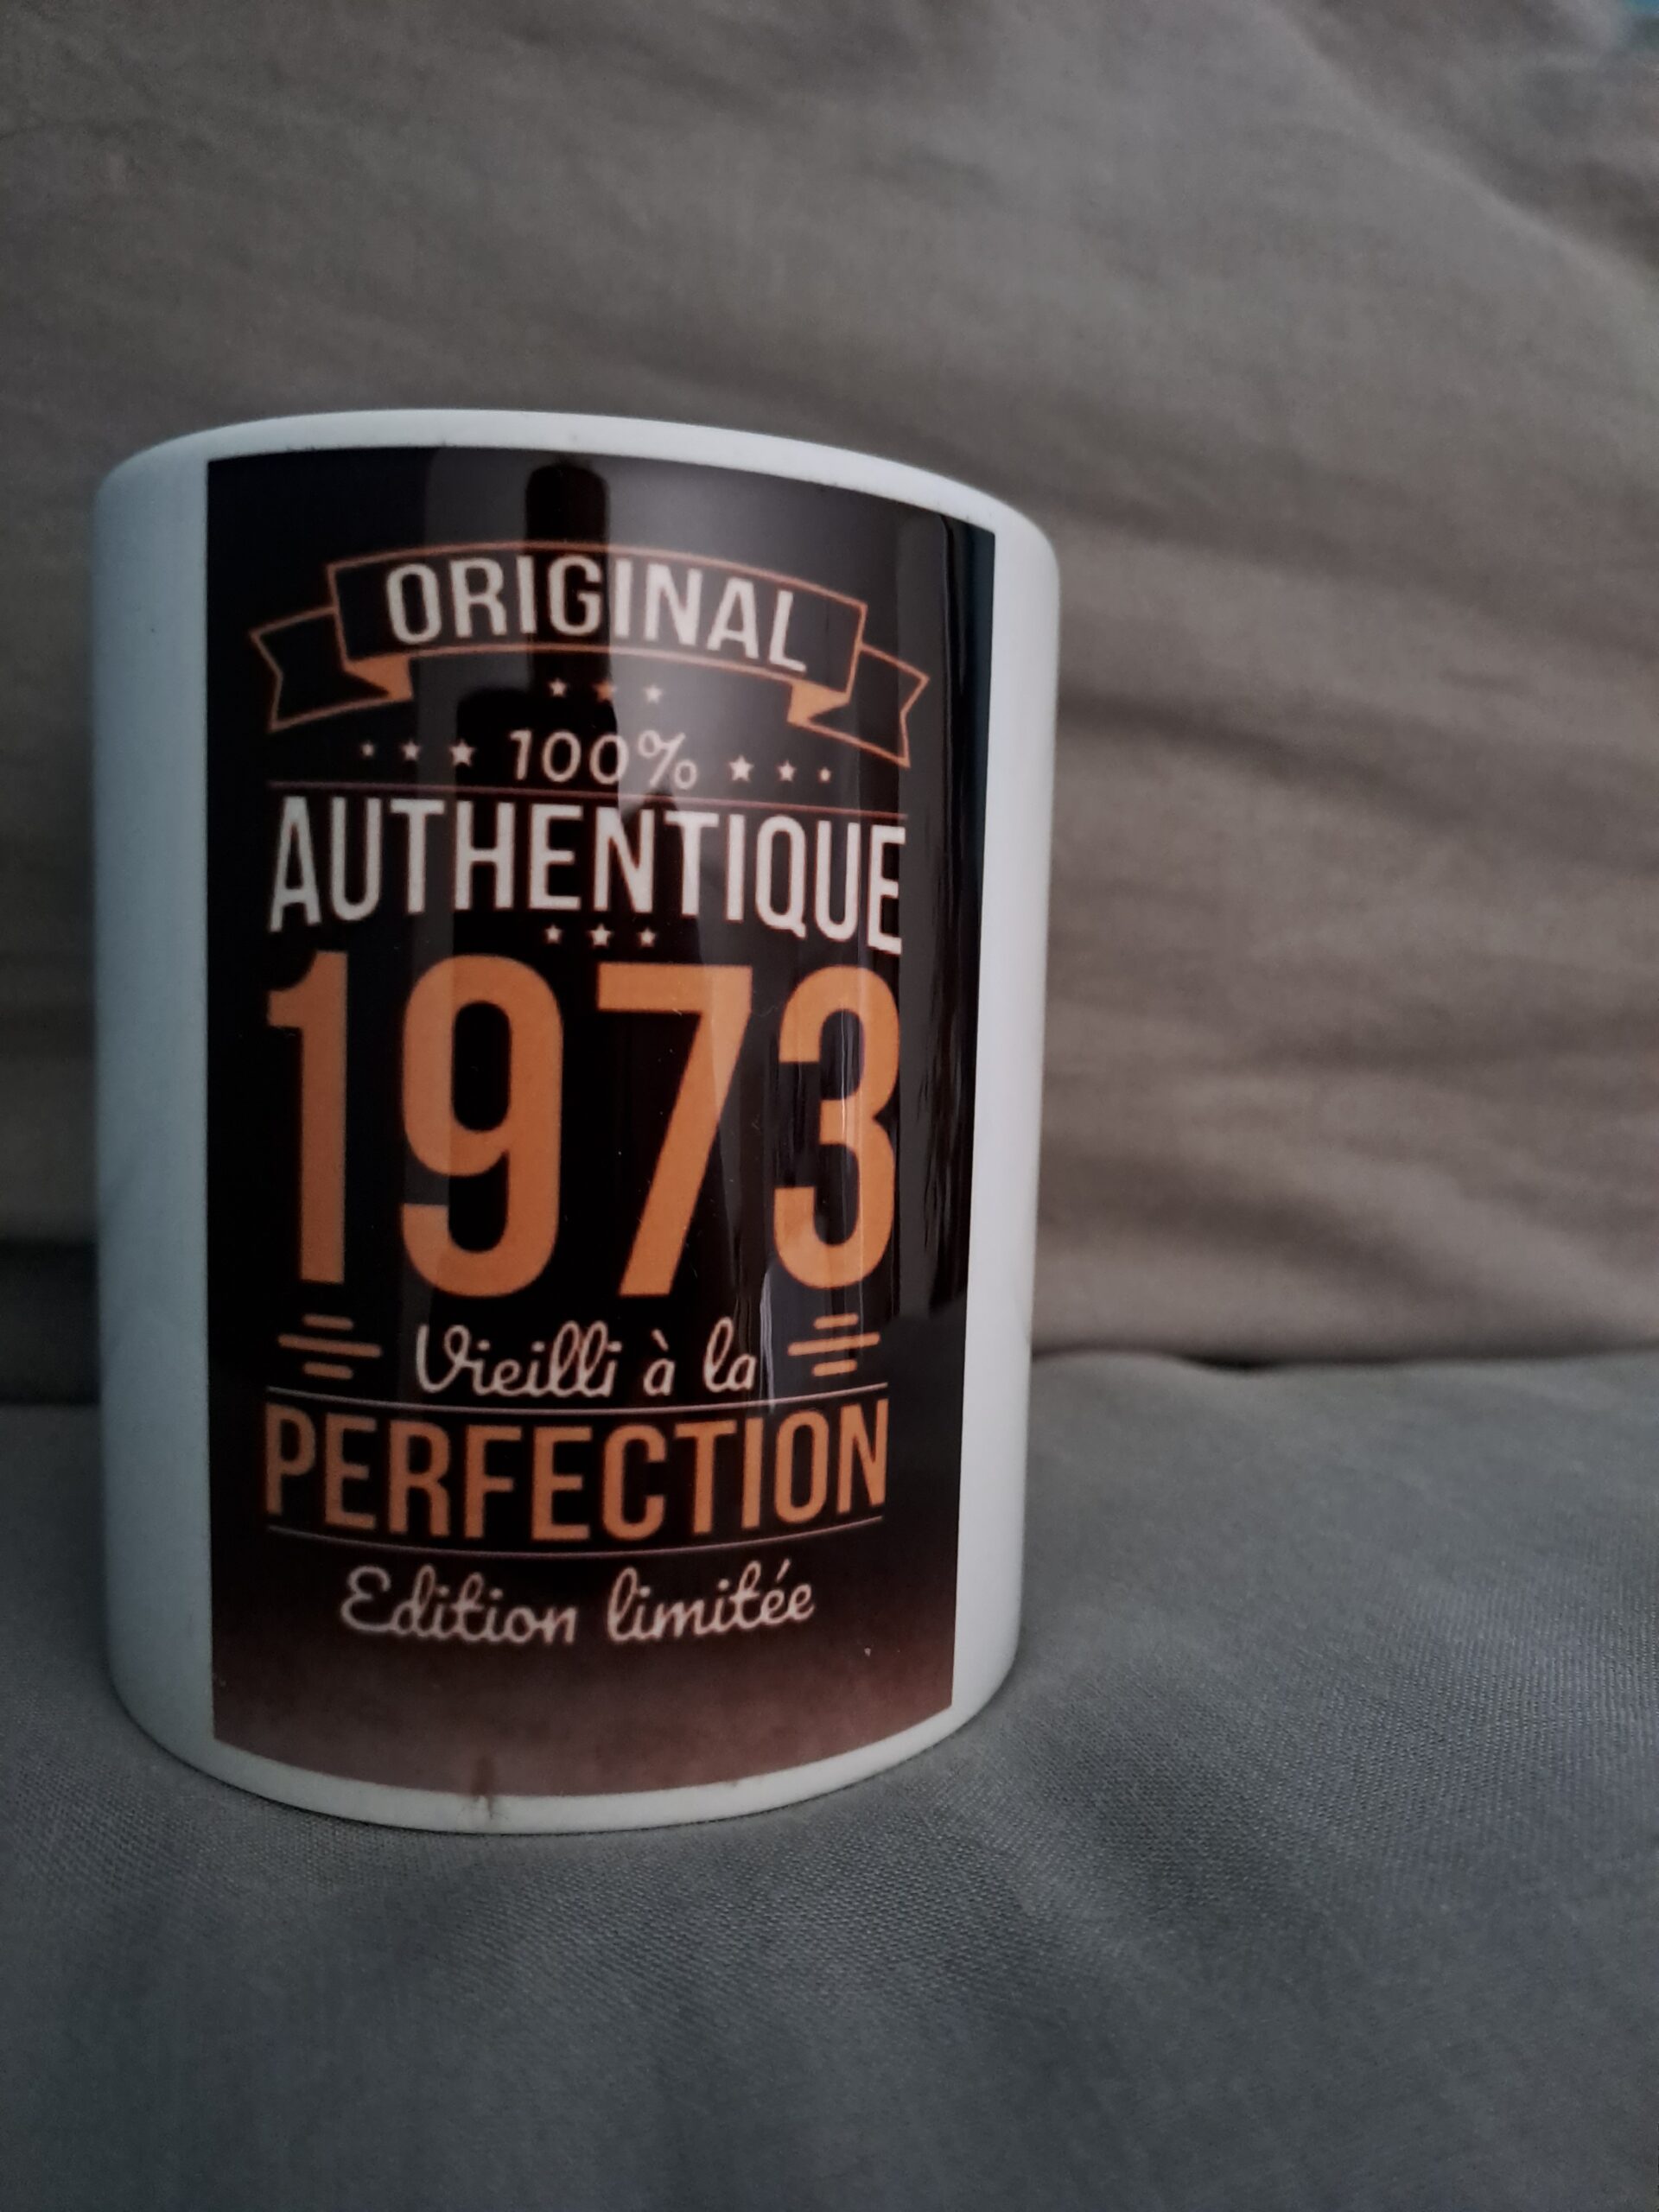 ORIGINAL
100%
AUTHENTIQUE
1973
Vieilli à la
PERFECTION
Edition limitée